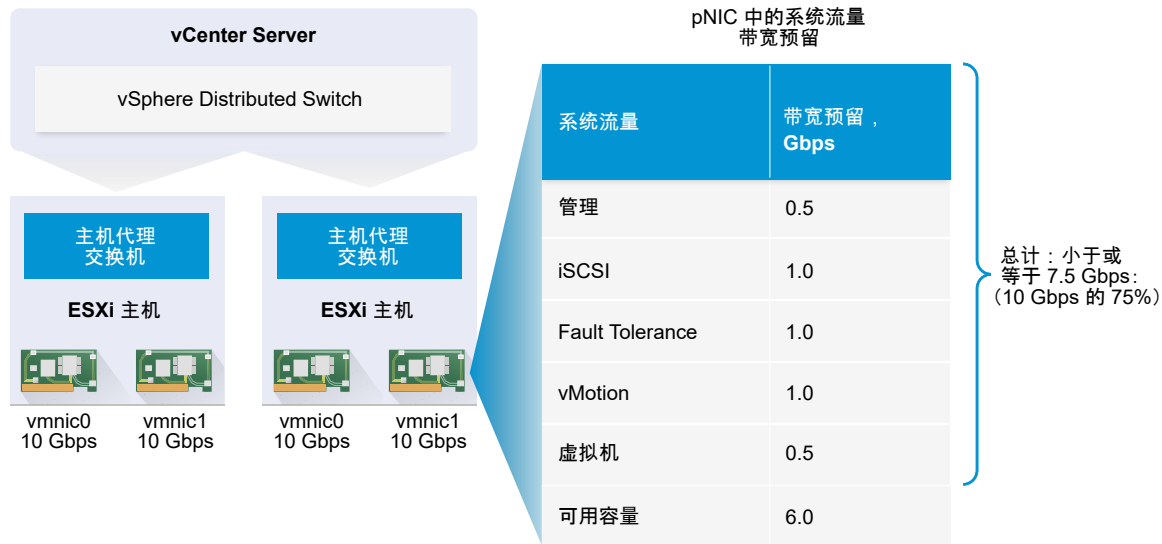 vCenter Server
vSphere Distributed Switch
主机代理
交换机
ESXi 主机
vmnic0
10 Gbps
vmnic1
10 Gbps
主机代理
交换机
ESXi 主机
vmnic0
10 Gbps
vmnic1
10 Gbps
pNIC 中的系统流量
带宽预留
系统流量
带宽预留，
Gbps
管理
0.5
iSCSI
1.0
Fault Tolerance
1.0
vMotion
1.0
虚拟机
0.5
可用容量
6.0
总计：小于或
等于 7.5 Gbps：
（10 Gbps 的 75%）